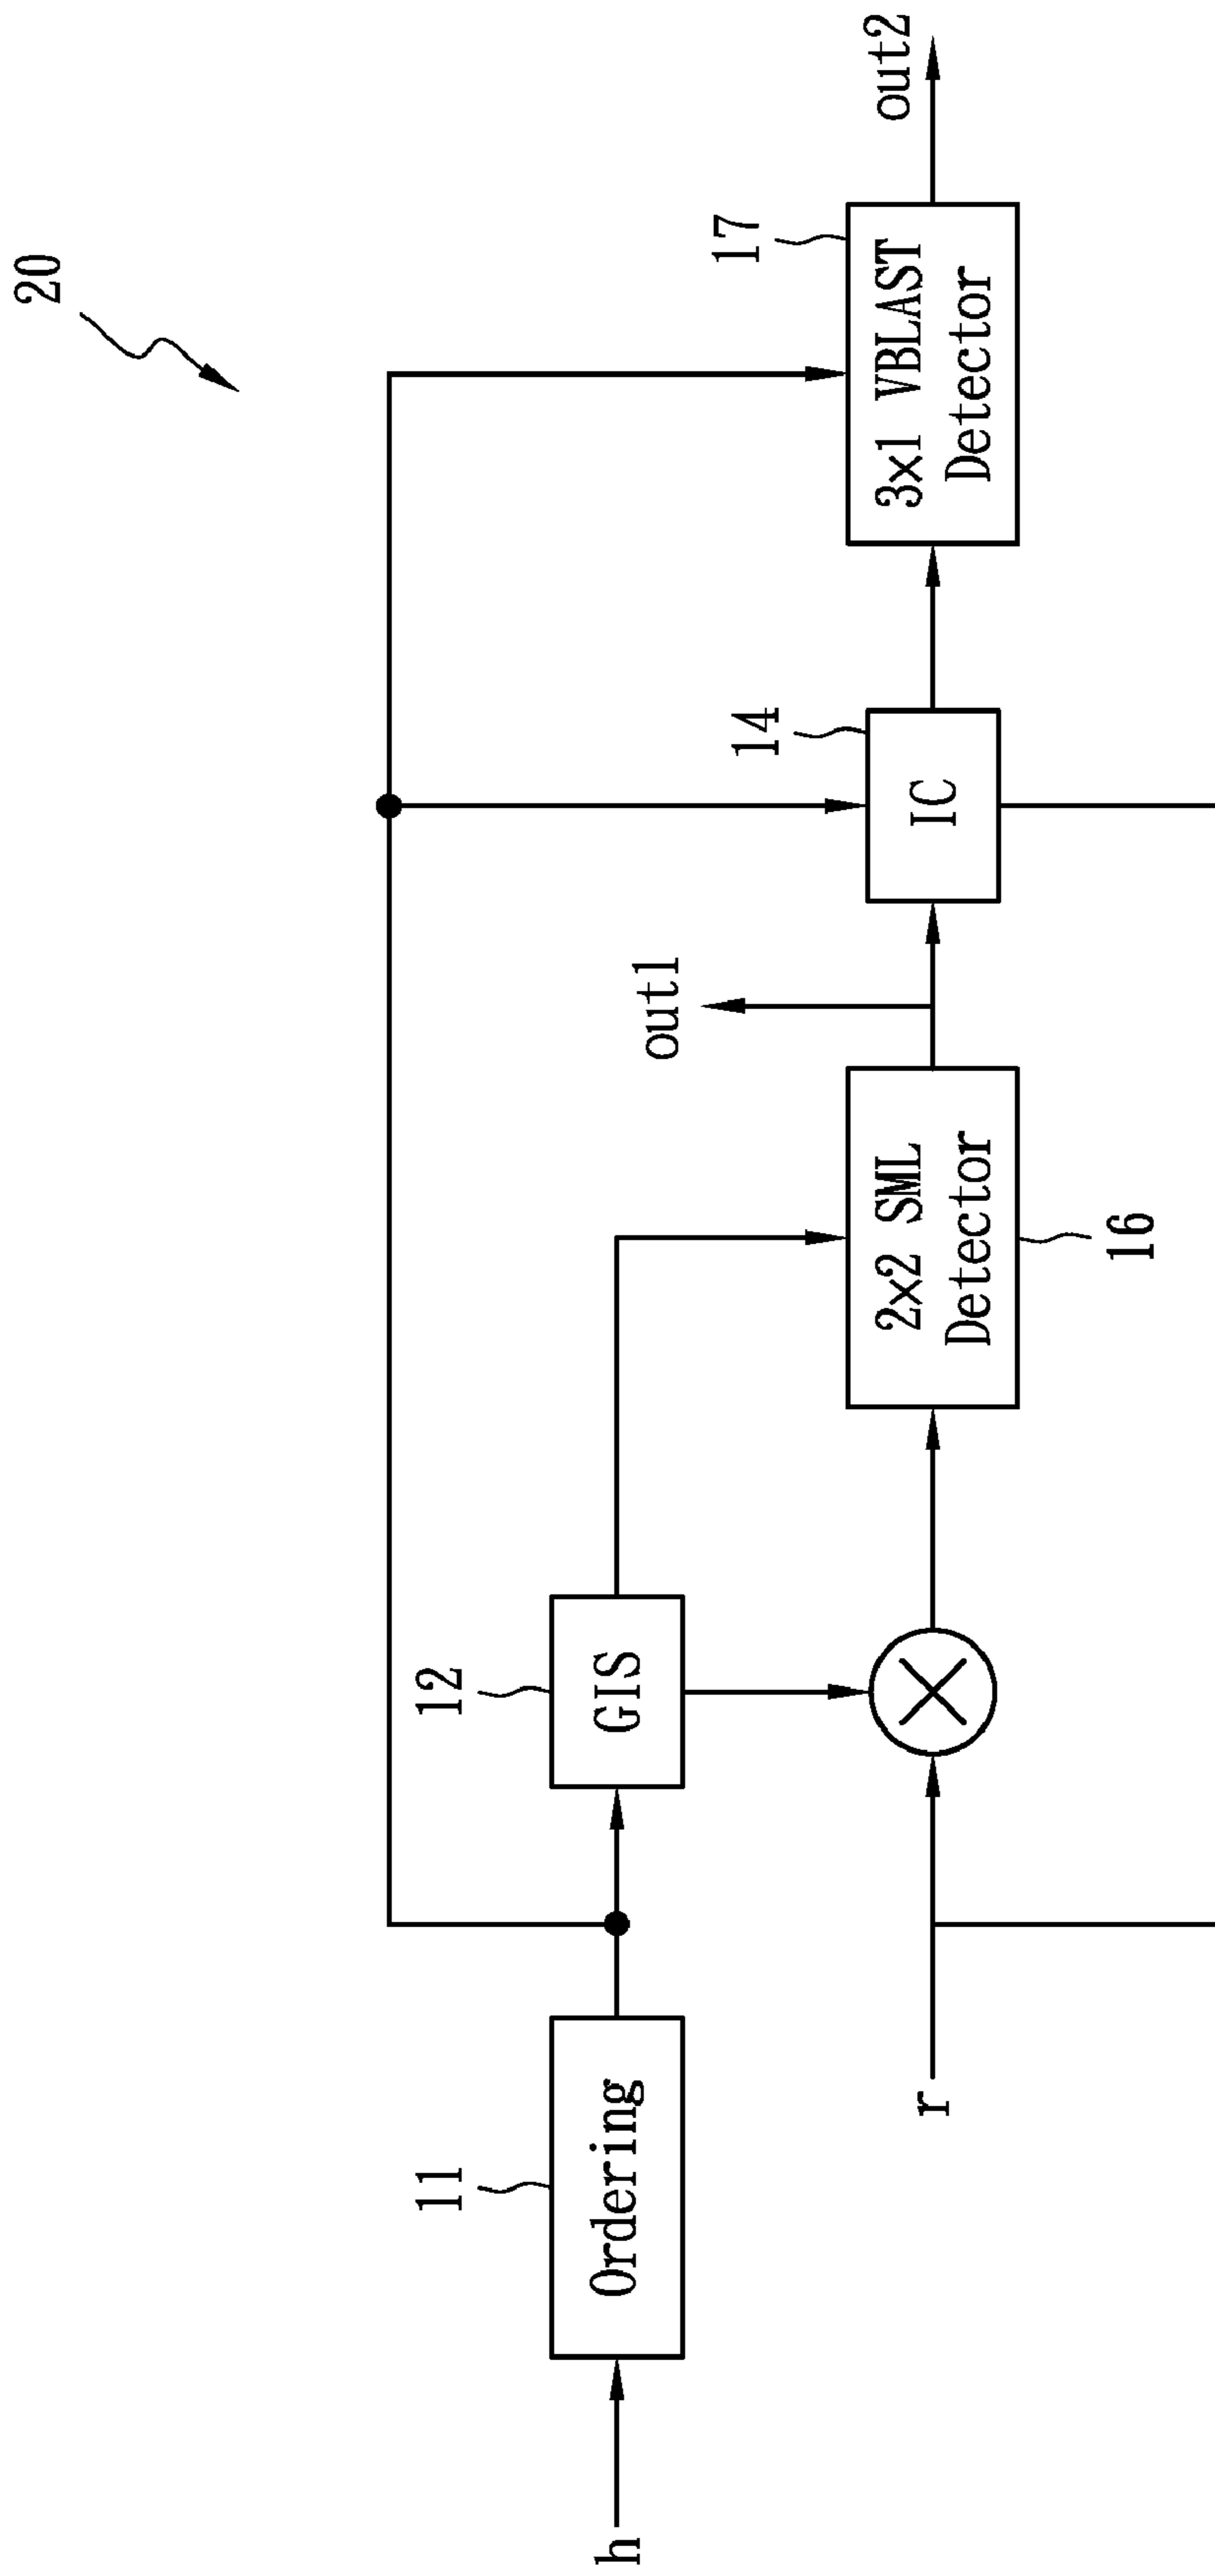 20
h
11
Ordering
12
GIS
r
2x2 SML
Detector
16
out1
14
IC
17
3x1 VBLAST
Detector
out2